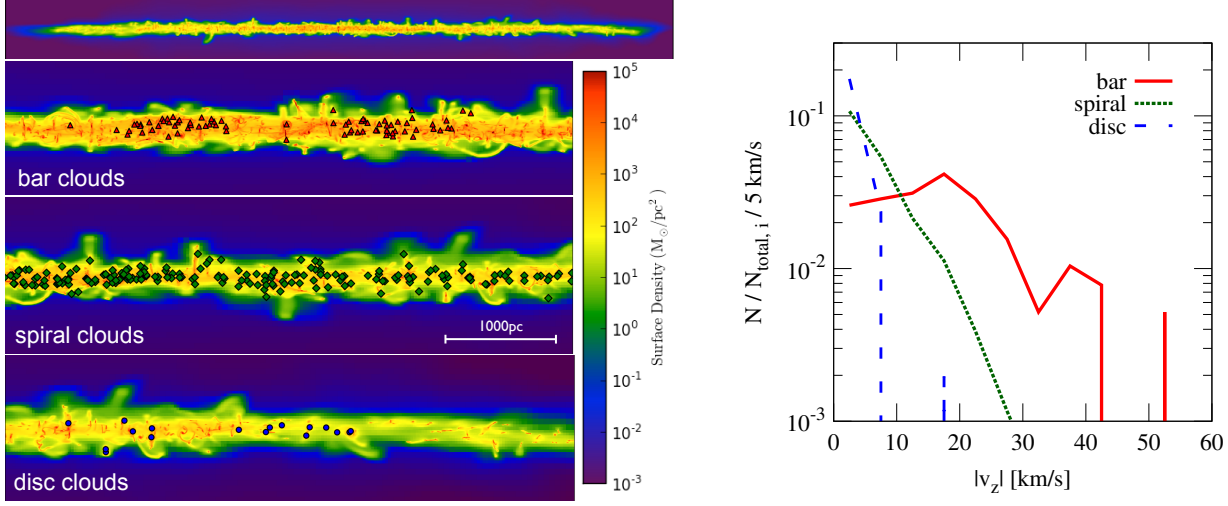 bar clouds
spiral clouds
1000pc
disc clouds
10^5
10^4
10^3
10^2
10^1
10^0
10^-1
10^-2
10^-3
Surface Density (M⊙/pc^2)
bar
spiral
disc
10^-1
10^-2
10^-3
N / N_total, i / 5 km/s
0 10 20 30 40 50 60
|v_z| [km/s]